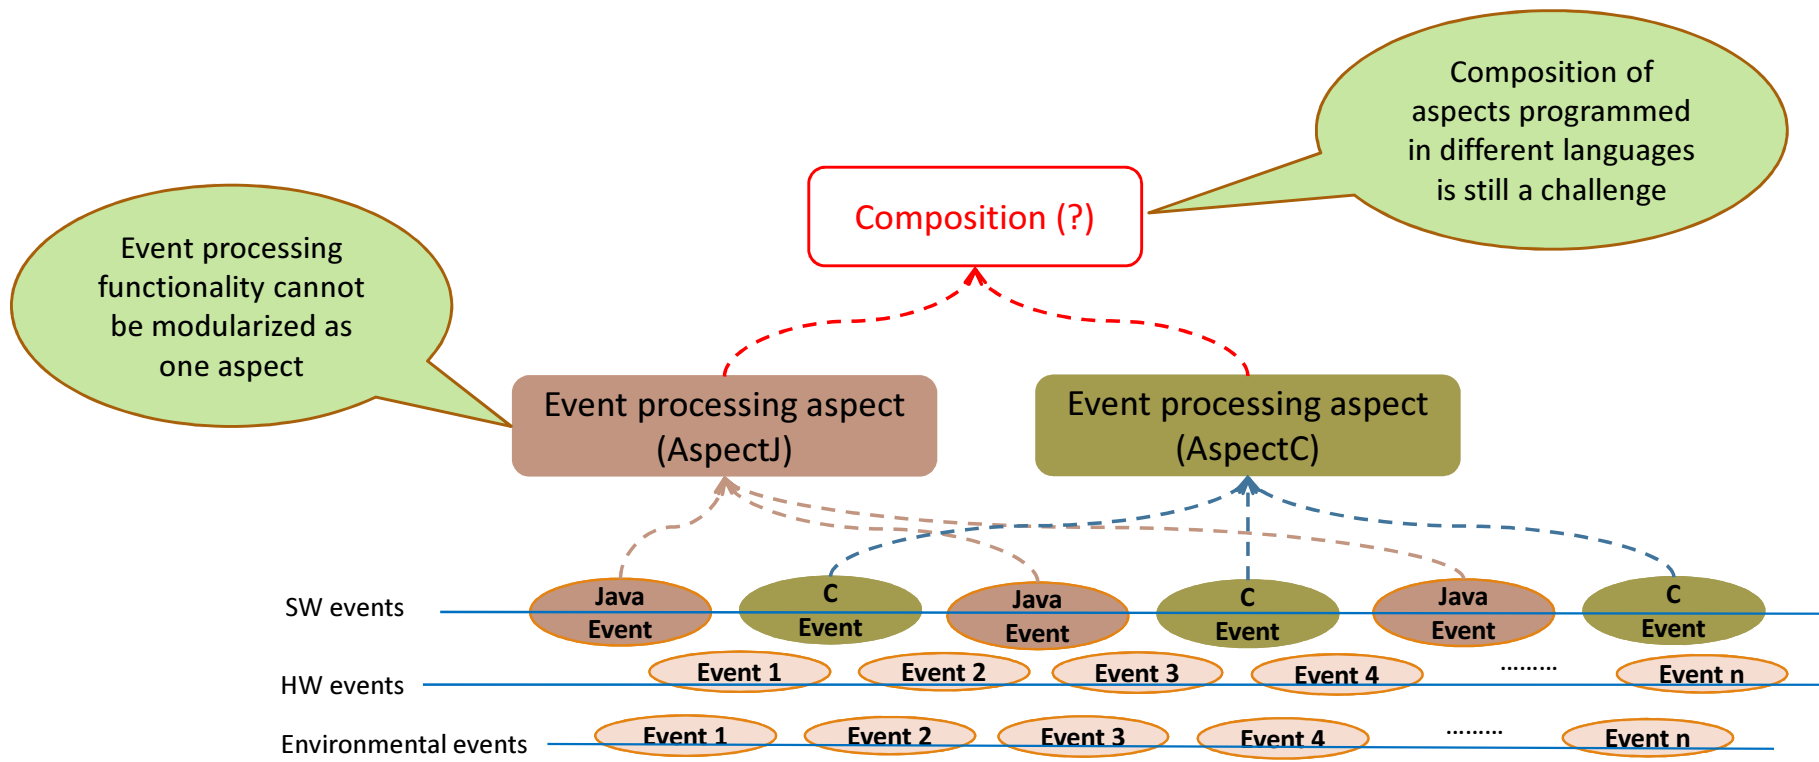 Composition of
aspects programmed
in different languages
is still a challenge
Composition (?)
Event processing
functionality cannot
be modularized as
one aspect
Event processing aspect
(AspectJ)
Event processing aspect
(AspectC)
SW events
Java
Event
C
Event
Java
Event
C
Event
Java
Event
C
Event
HW events
Event 1
Event 2
Event 3
Event 4
.........
Event n
Environmental events
Event 1
Event 2
Event 3
Event 4
.........
Event n